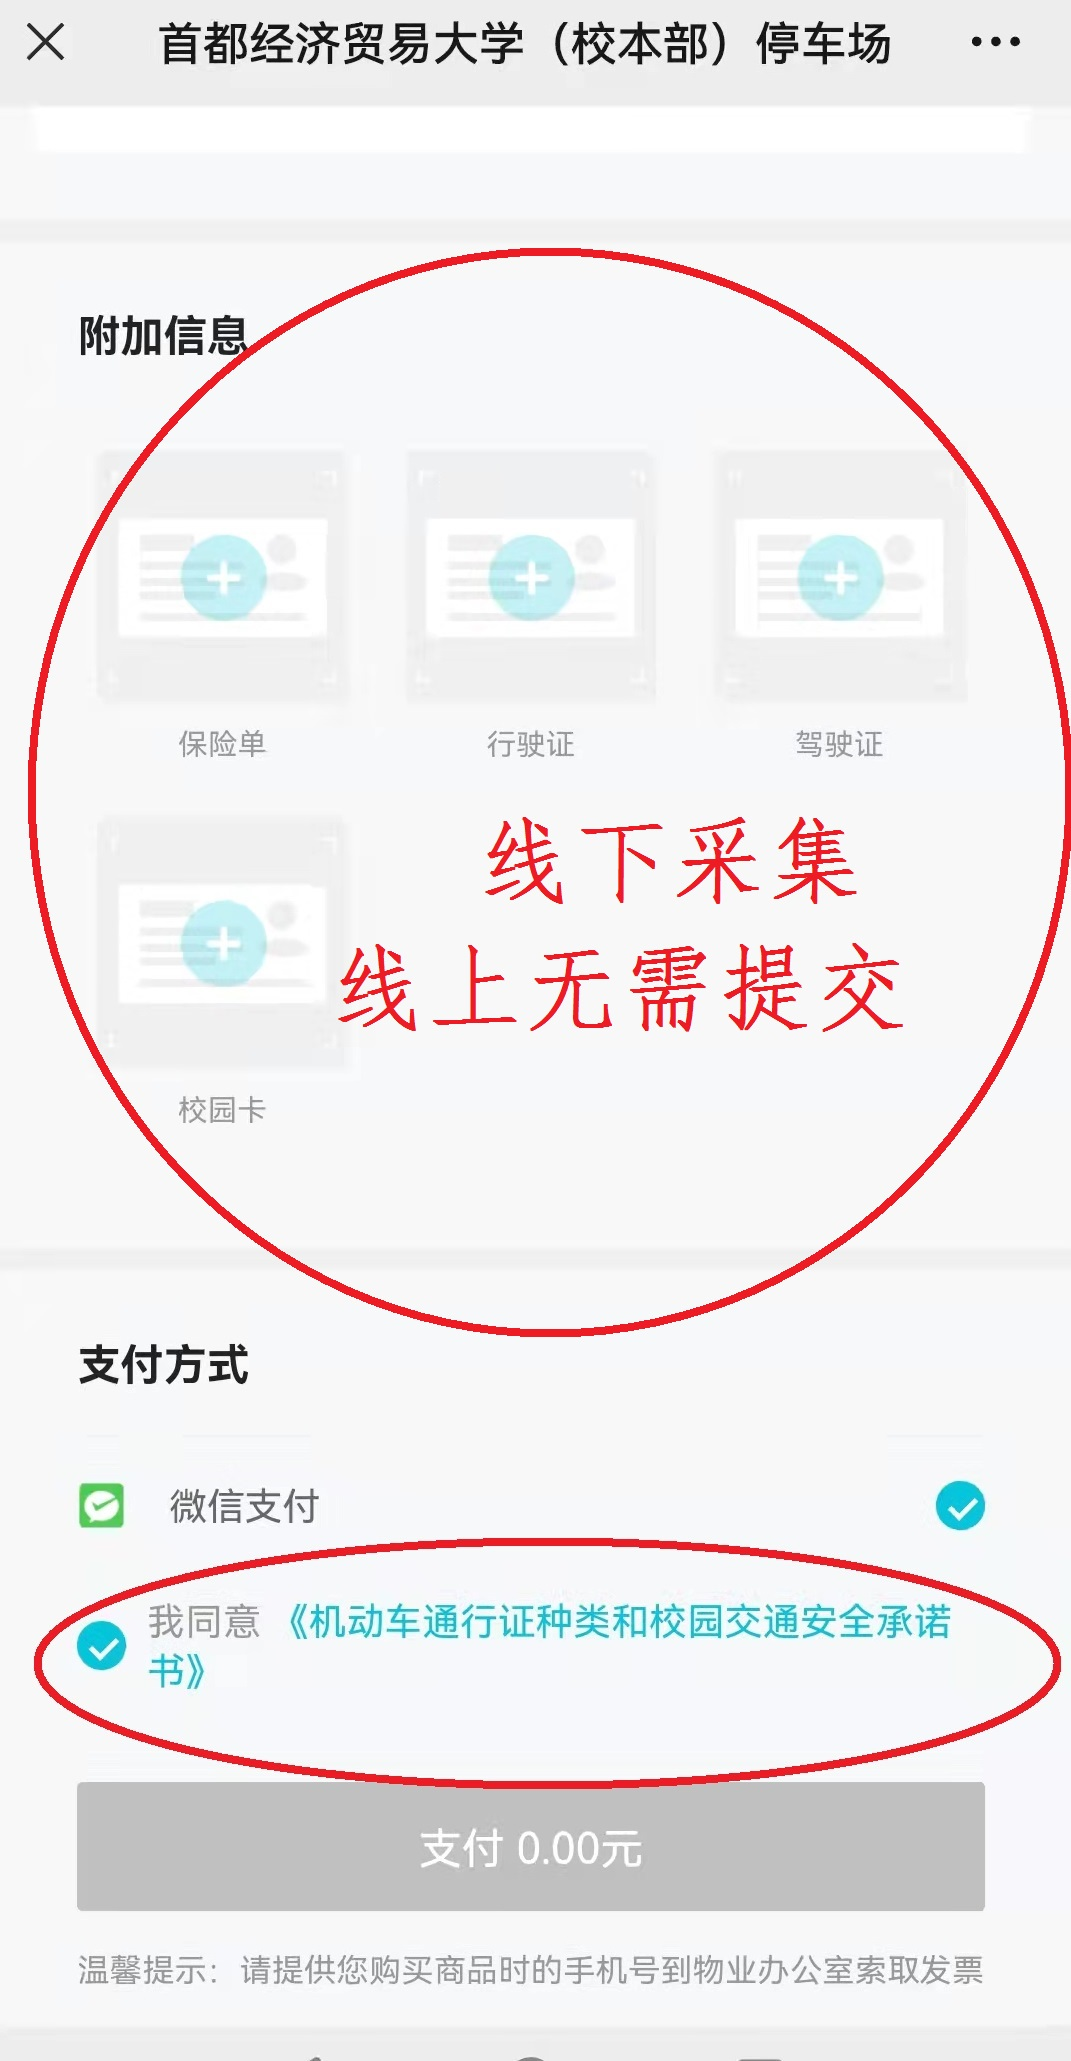 首都经济贸易大学（校本部）停车场
附加信息
保险单 行驶证 驾驶证
线下采集
线上无需提交
校园卡
支付方式
微信支付
我同意 《机动车通行证种类和校园交通安全承诺
书》
支付 0.00元
温馨提示：请提供您购买商品时的手机号到物业办公室索取发票